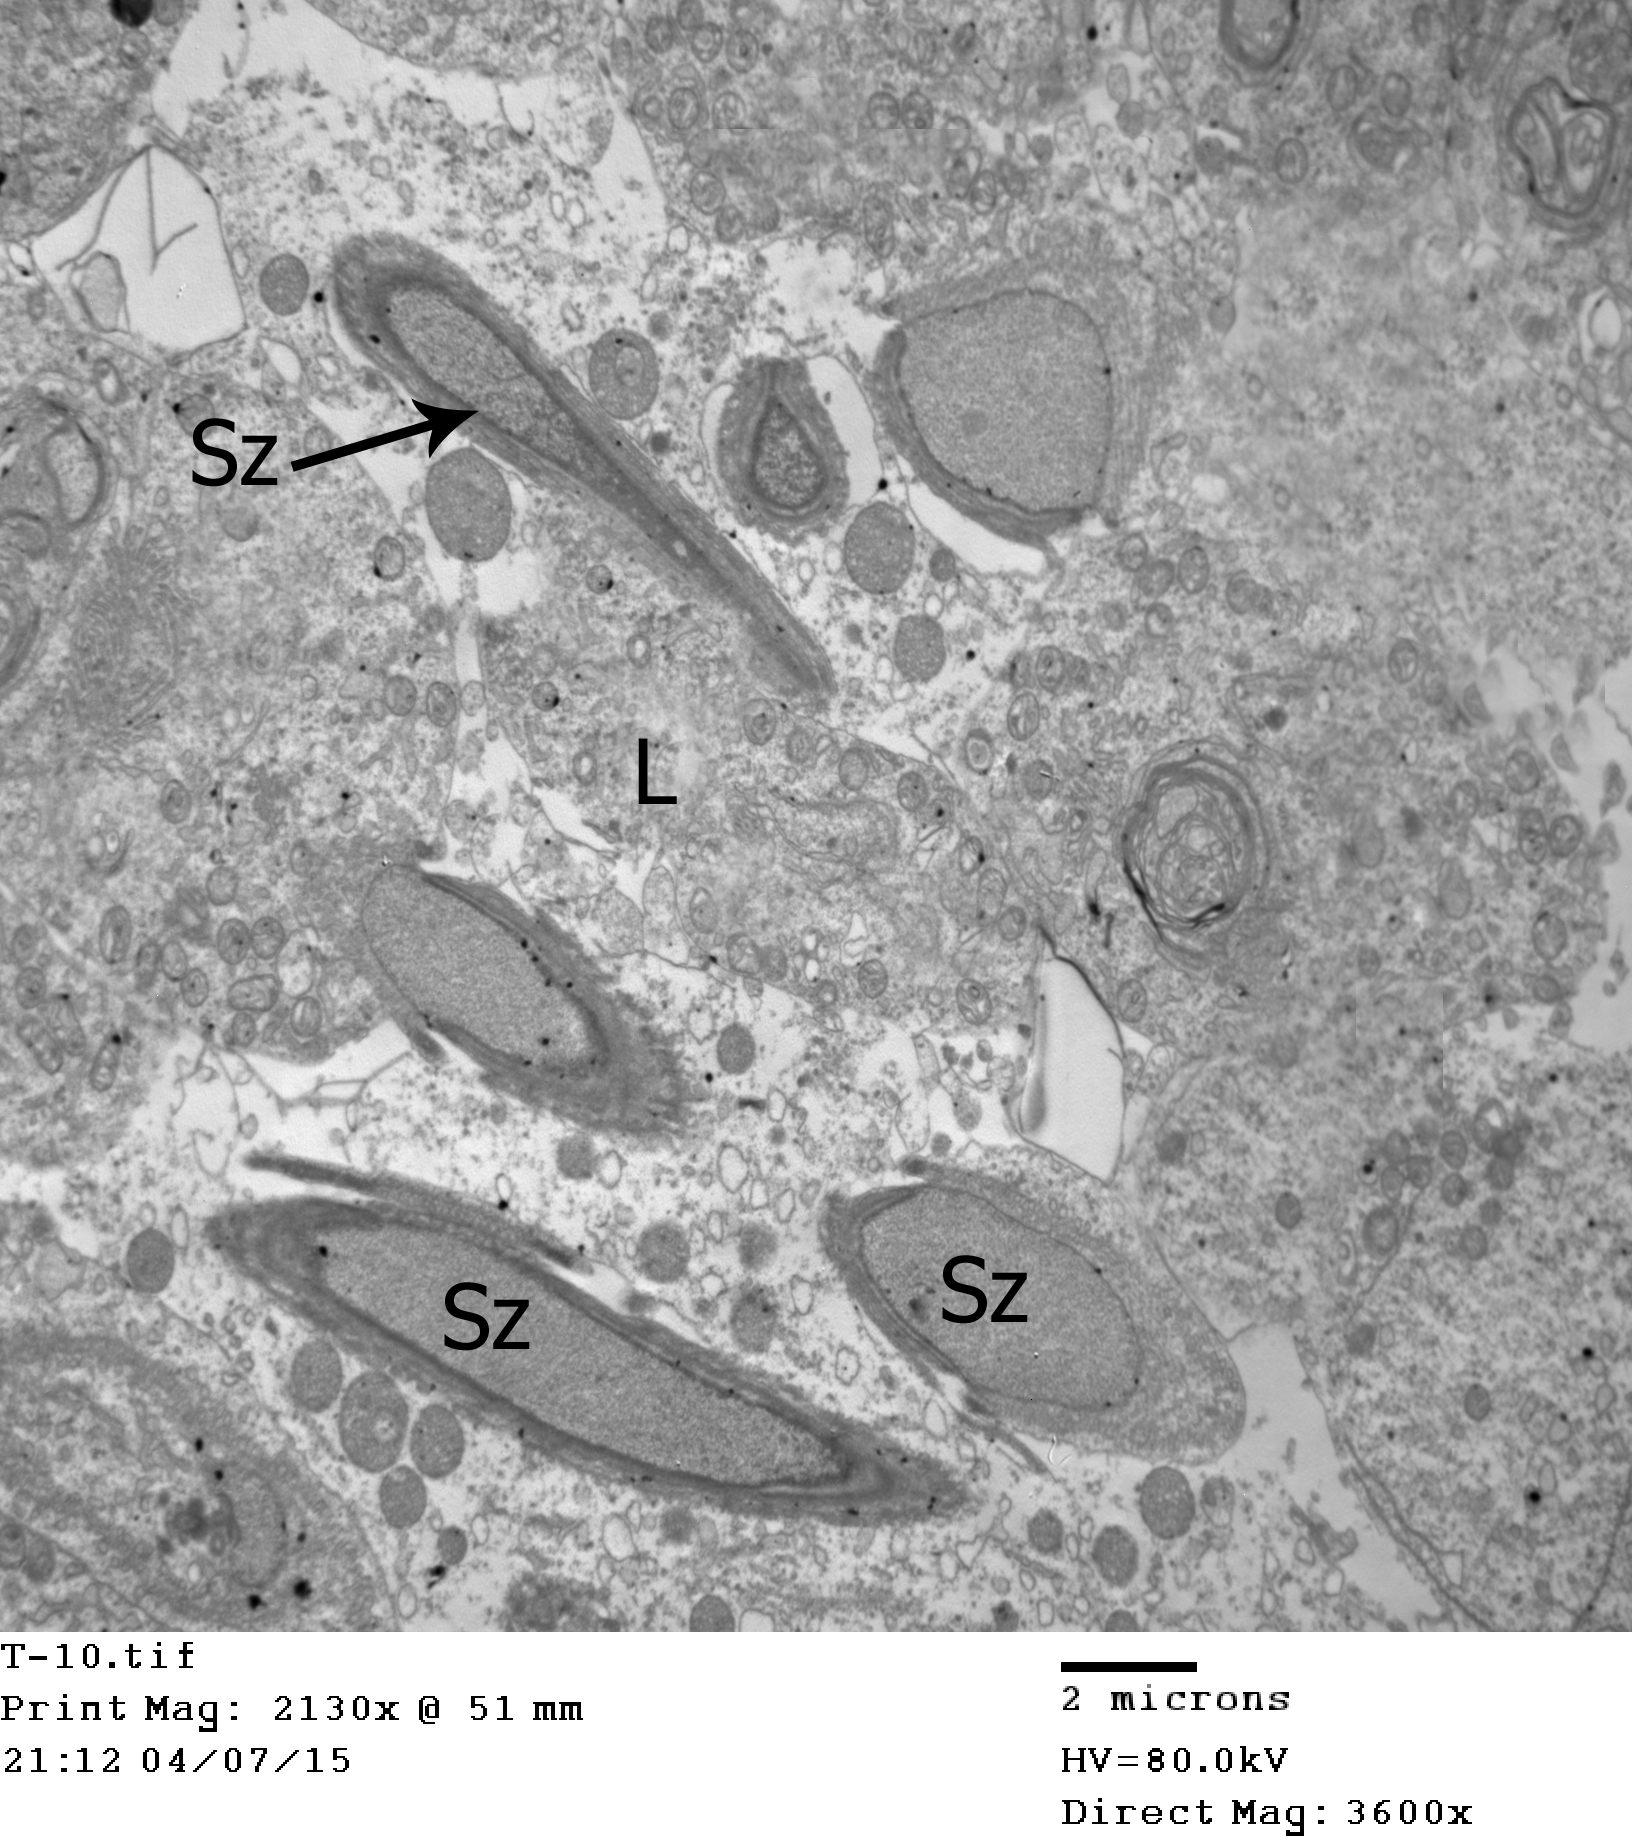 Sz
L
Sz
Sz
T-10.tif
Print Mag: 2130x @ 51 mm
21:12 04/07/15
2 microns
HV=80.0kV
Direct Mag: 3600x